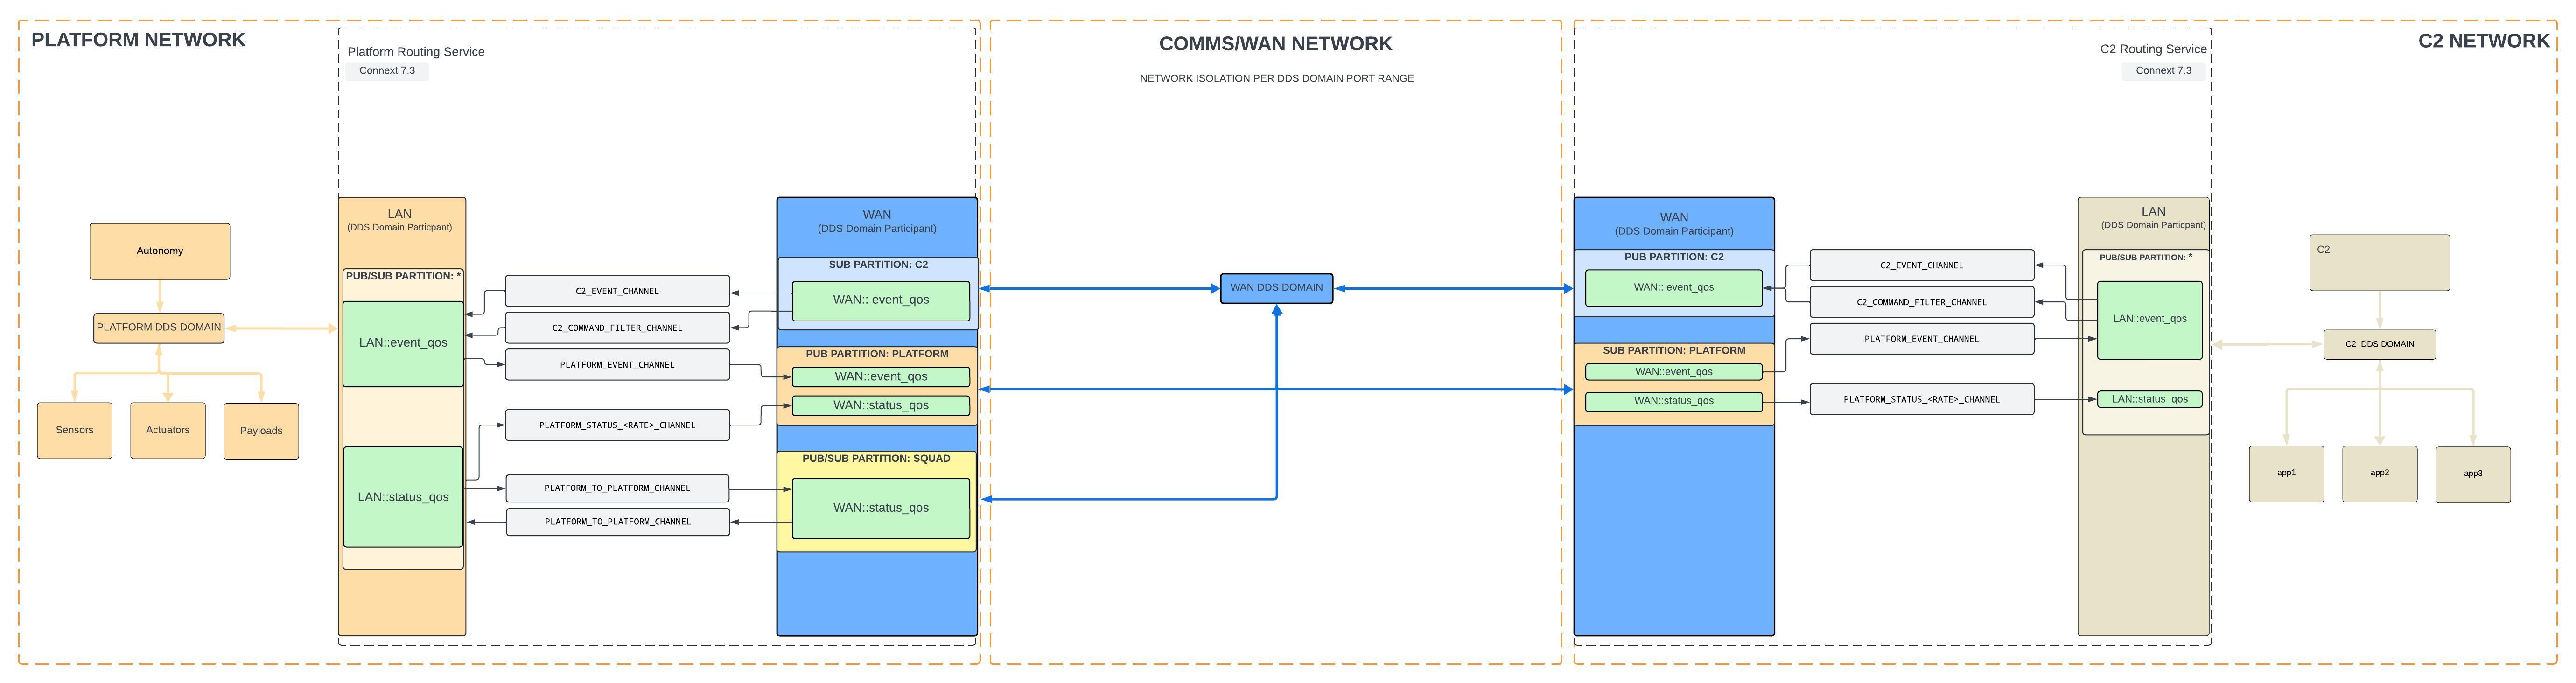 PLATFORM NETWORK
Platform Routing Service
Connext 7.3
Autonomy
PLATFORM DDS DOMAIN
Sensors
Actuators
Payloads
LAN
(DDS Domain Particpant)
PUB/SUB PARTITION: *
LAN::event_qos
LAN::status_qos
C2_EVENT_CHANNEL
C2_COMMAND_FILTER_CHANNEL
PLATFORM_EVENT_CHANNEL
PLATFORM_STATUS_<RATE>_CHANNEL
PLATFORM_TO_PLATFORM_CHANNEL
PLATFORM_TO_PLATFORM_CHANNEL
WAN
(DDS Domain Participant)
SUB PARTITION: C2
WAN:: event_qos
PUB PARTITION: PLATFORM
WAN::event_qos
WAN::status_qos
PUB/SUB PARTITION: SQUAD
WAN::status_qos
COMMS/WAN NETWORK
NETWORK ISOLATION PER DDS DOMAIN PORT RANGE
WAN DDS DOMAIN
C2 NETWORK
C2 Routing Service
Connext 7.3
WAN
(DDS Domain Participant)
PUB PARTITION: C2
WAN:: event_qos
SUB PARTITION: PLATFORM
WAN::event_qos
WAN::status_qos
C2_EVENT_CHANNEL
C2_COMMAND_FILTER_CHANNEL
PLATFORM_EVENT_CHANNEL
PLATFORM_STATUS_<RATE>_CHANNEL
LAN
(DDS Domain Particpant)
PUB/SUB PARTITION: *
LAN::event_qos
LAN::status_qos
C2
C2 DDS DOMAIN
app1
app2
app3